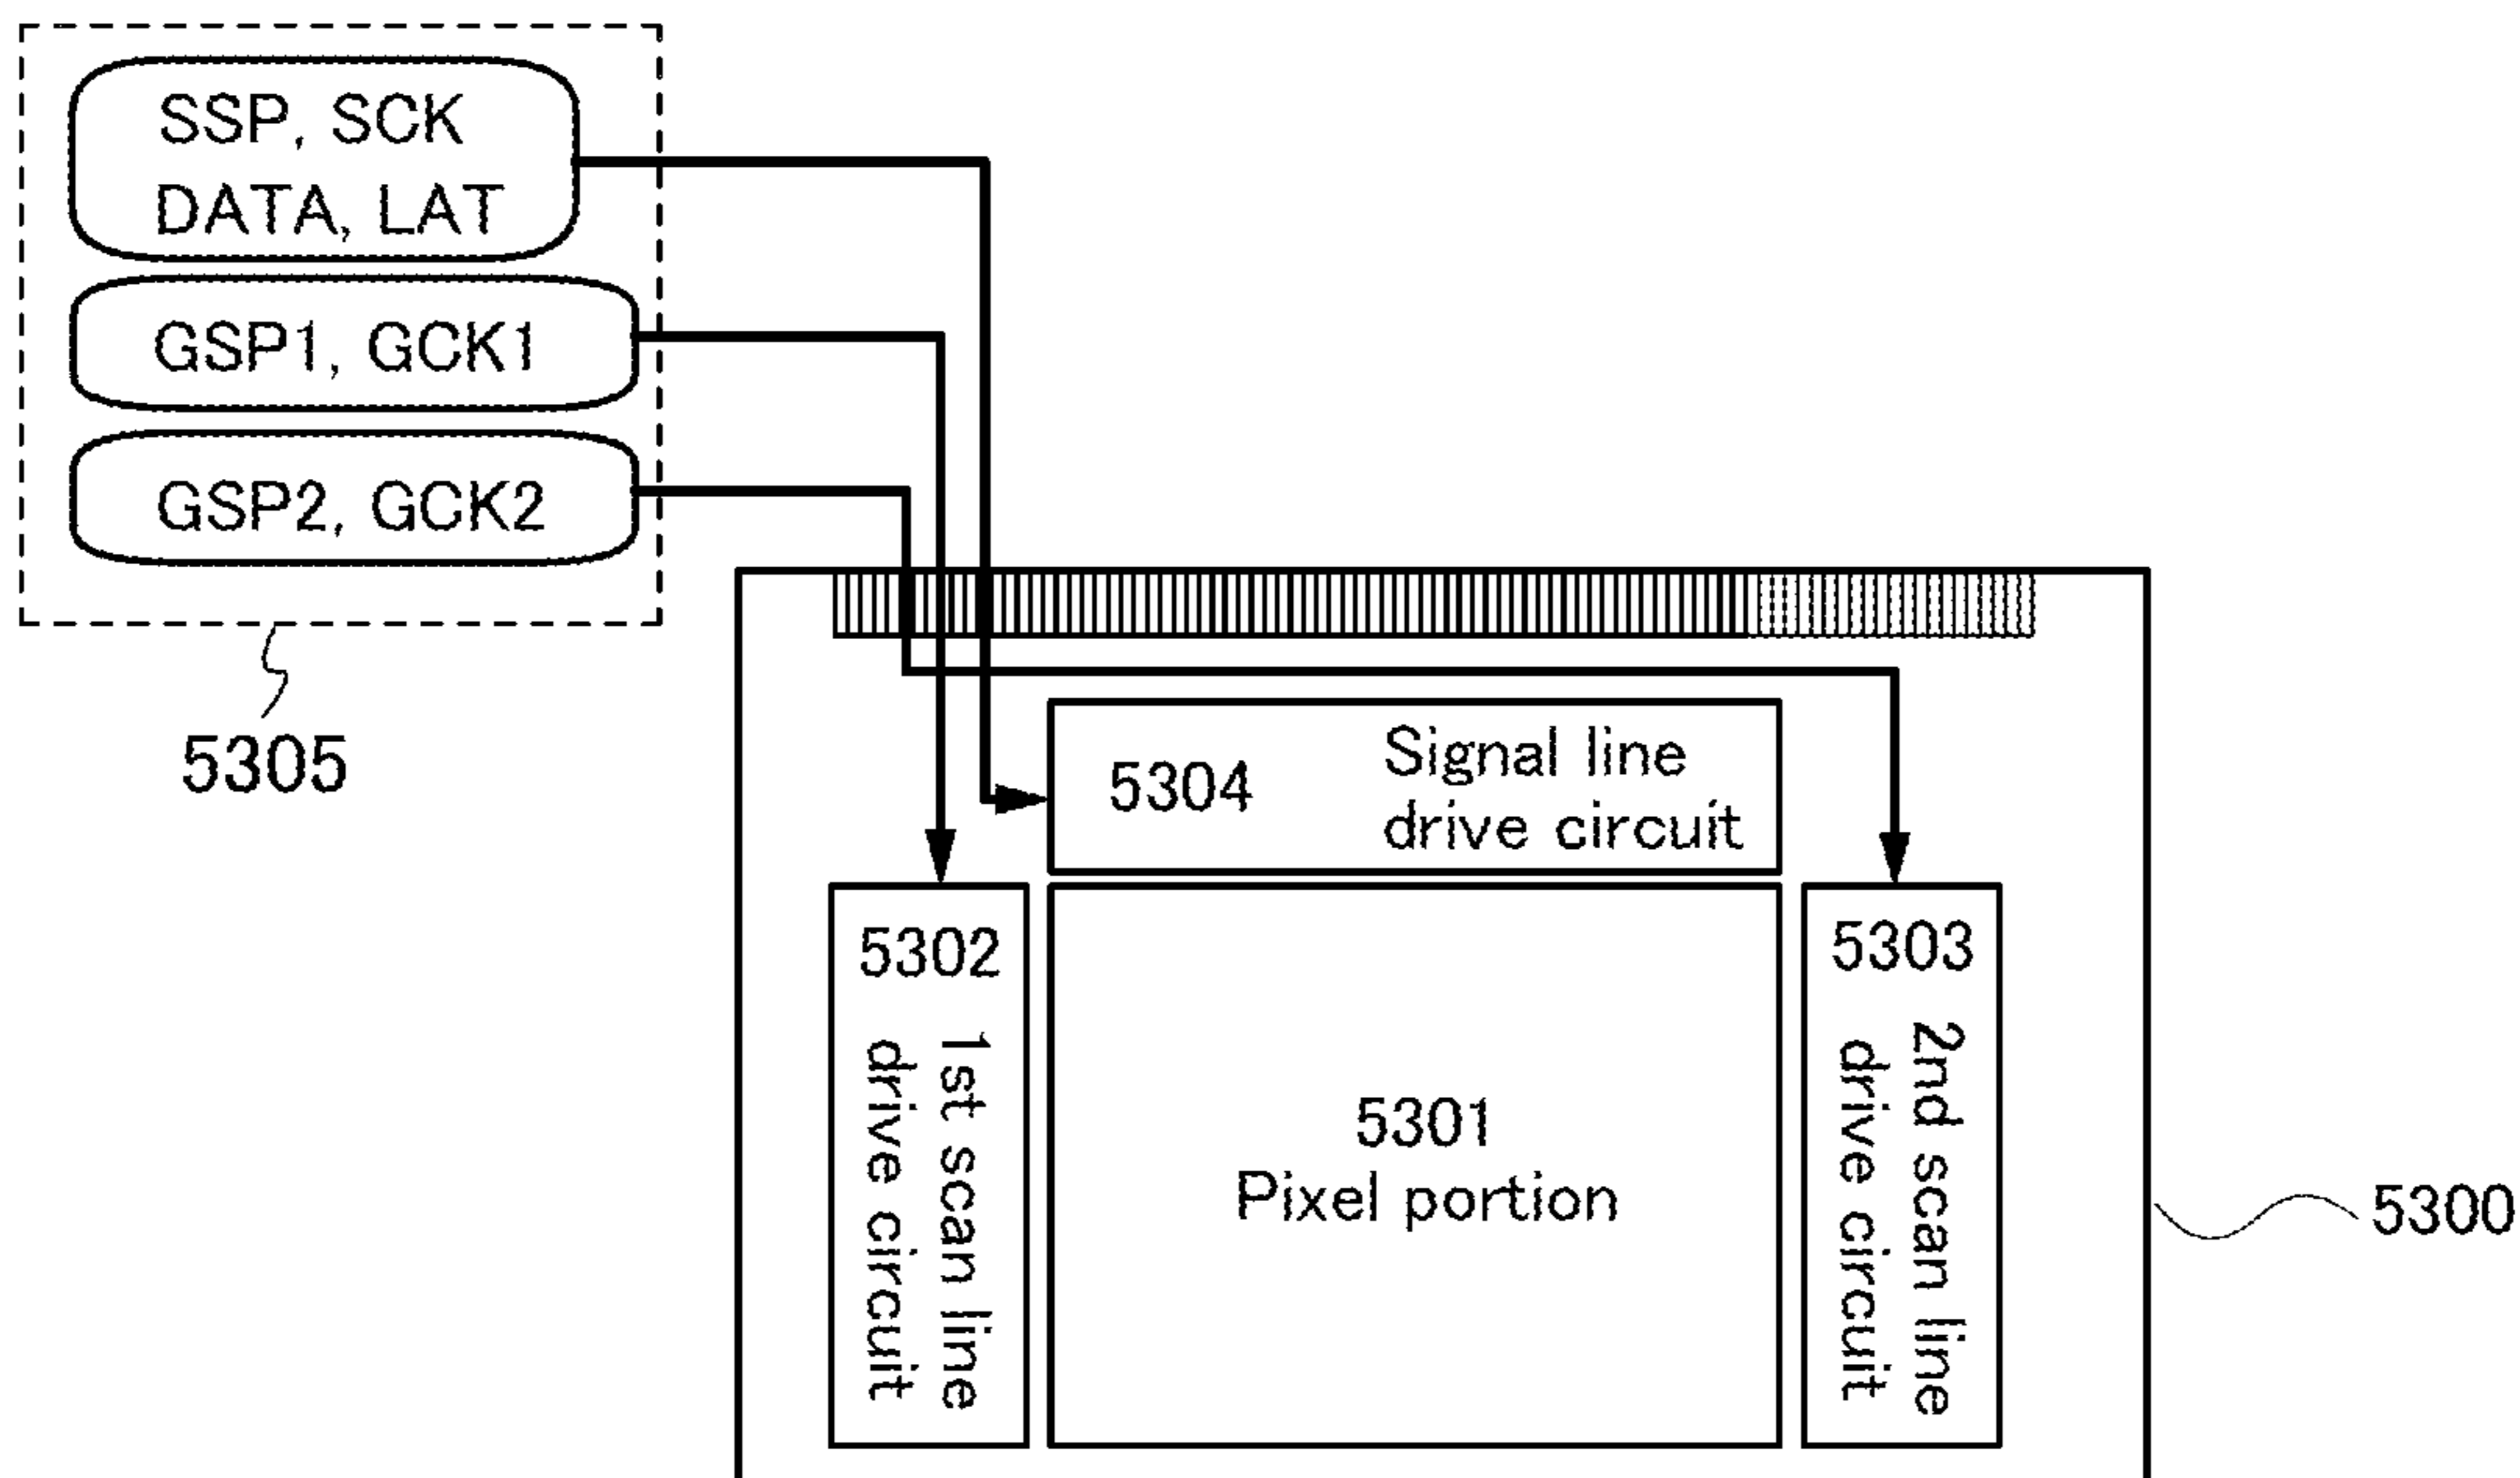 SSP, SCK
DATA, LAT
GSP1, GCK1
GSP2, GCK2
5305
5304
Signal line
drive circuit
5302
1st scan line
drive circuit
5301
Pixel portion
5303
2nd scan line
drive circuit
5300